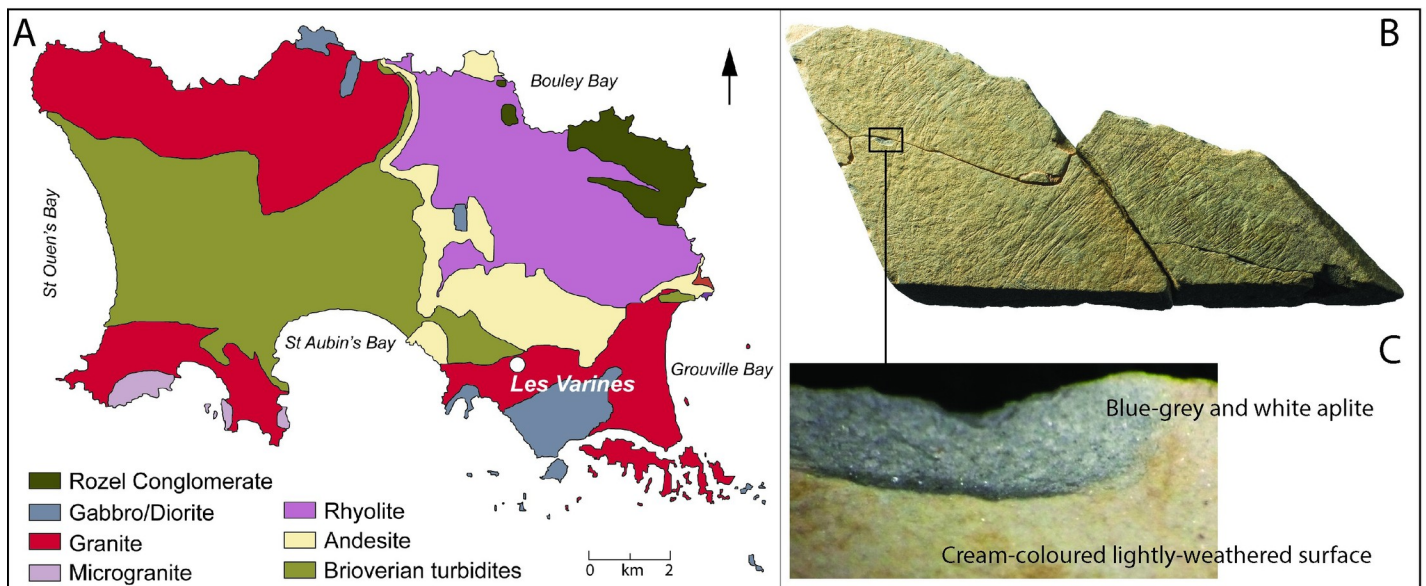 A
Bouley Bay
St Ouen's Bay
St Aubin's Bay
Grouville Bay
Les Varines
Rozel Conglomerate
Gabbro/Diorite
Granite
Microgranite
Rhyolite
Andesite
Brioverian turbidites
0 km 2
B
C
Blue-grey and white aplite
Cream-coloured lightly-weathered surface